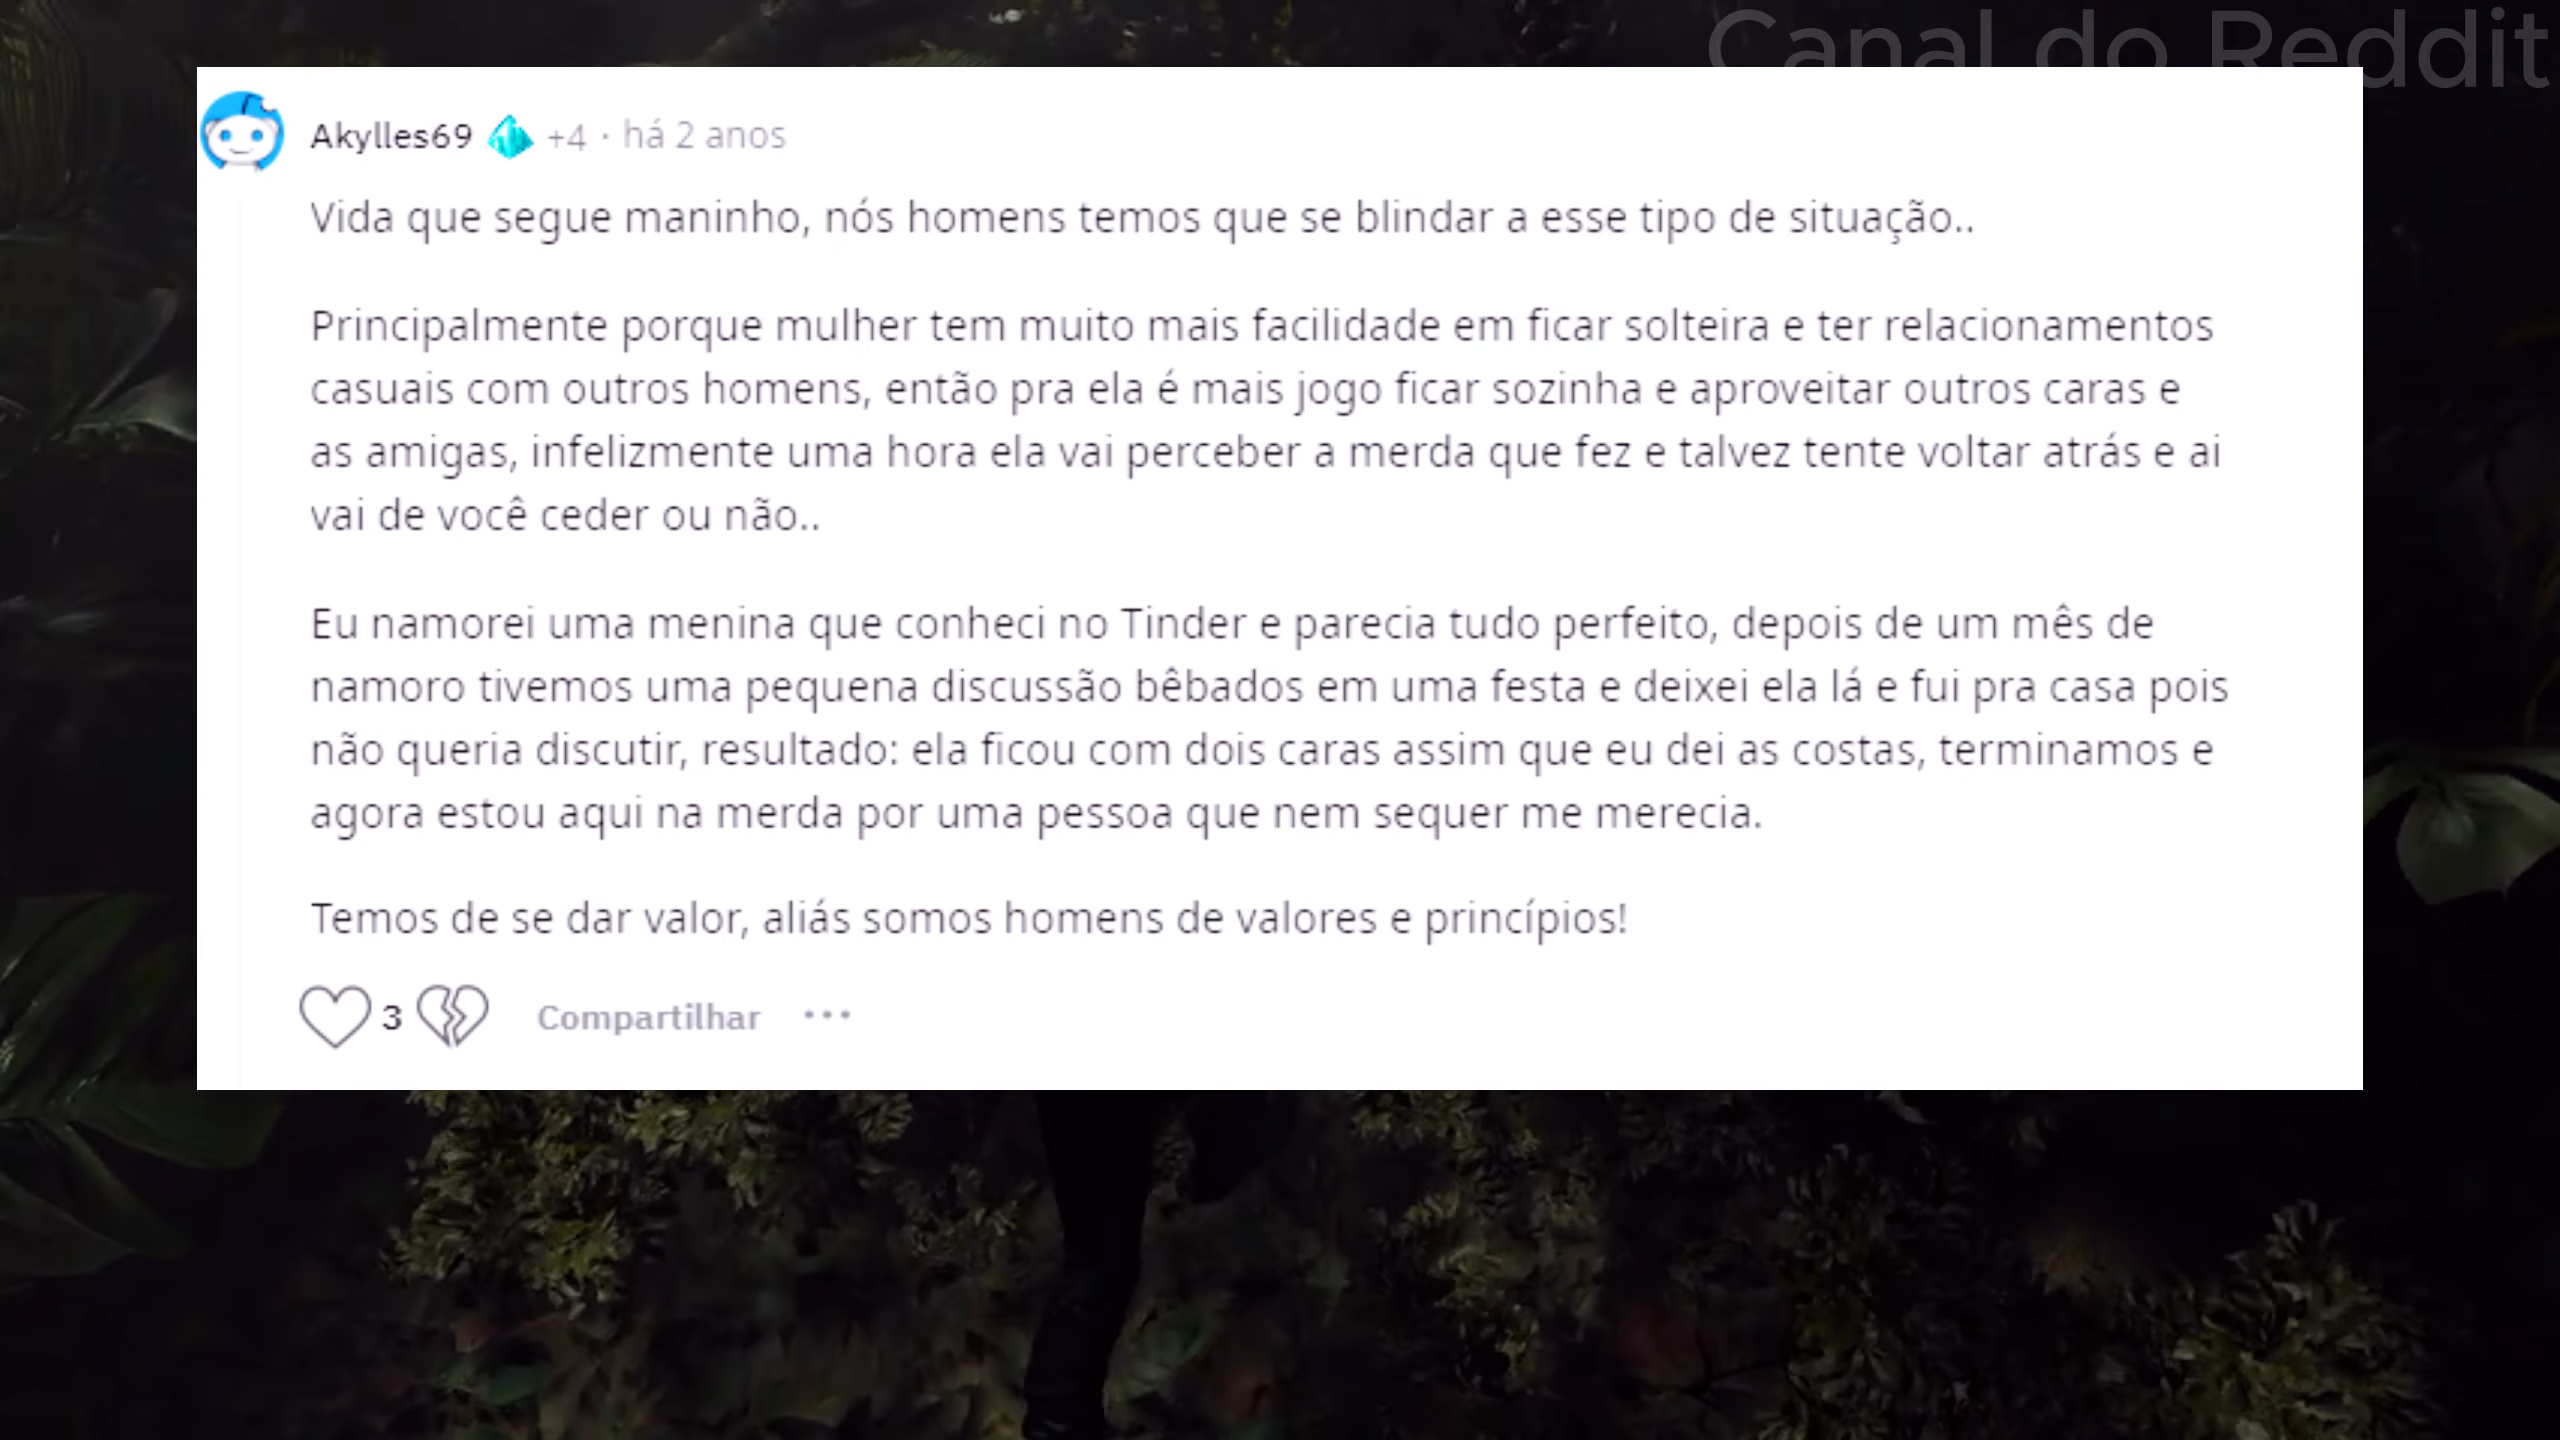 Canal do Reddit
Akylles69 +4 · há 2 anos
Vida que segue maninho, nós homens temos que se blindar a esse tipo de situação..
Principalmente porque mulher tem muito mais facilidade em ficar solteira e ter relacionamentos
casuais com outros homens, então pra ela é mais jogo ficar sozinha e aproveitar outros caras e
as amigas, infelizmente uma hora ela vai perceber a merda que fez e talvez tente voltar atrás e ai
vai de você ceder ou não..
Eu namorei uma menina que conheci no Tinder e parecia tudo perfeito, depois de um mês de
namoro tivemos uma pequena discussão bêbados em uma festa e deixei ela lá e fui pra casa pois
não queria discutir, resultado: ela ficou com dois caras assim que eu dei as costas, terminamos e
agora estou aqui na merda por uma pessoa que nem sequer me merecia.
Temos de se dar valor, aliás somos homens de valores e princípios!
3 Compartilhar ···